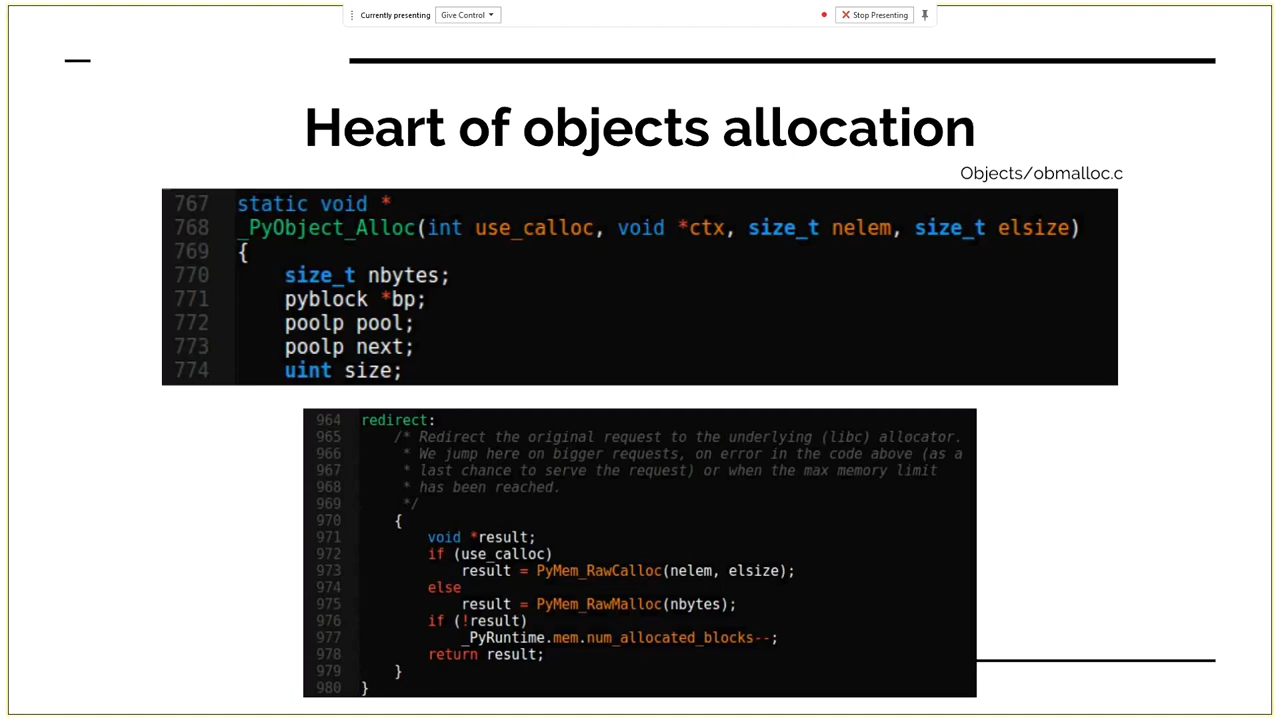 Currently presenting Give Control Stop Presenting
Heart of objects allocation
Objects/obmalloc.c
767 static void *
768 _PyObject_Alloc(int use_calloc, void *ctx, size_t nelem, size_t elsize)
769 {
770 size_t nbytes;
771 pyblock *bp;
772 poolp pool;
773 poolp next;
774 uint size;
964 redirect:
965 /* Redirect the original request to the underlying (libc) allocator.
966 * We jump here on bigger requests, on error in the code above (as a
967 * last chance to serve the request) or when the max memory limit
968 * has been reached.
969 */
970 {
971 void *result;
972 if (use_calloc)
973 result = PyMem_RawCalloc(nelem, elsize);
974 else
975 result = PyMem_RawMalloc(nbytes);
976 if (!result)
977 _PyRuntime.mem.num_allocated_blocks--;
978 return result;
979 }
980 }